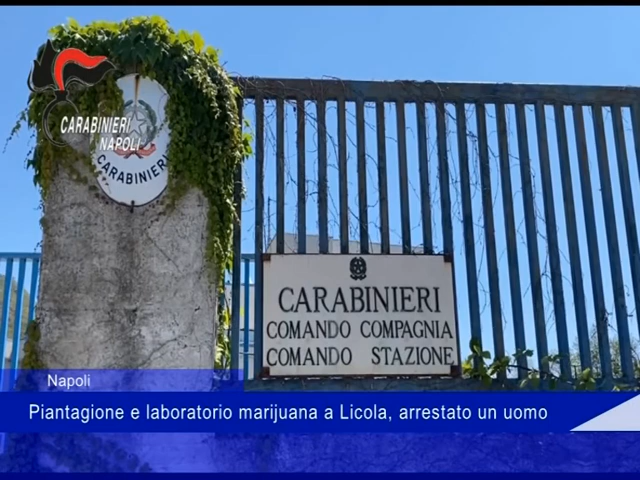 CARABINIERI
NAPOLI
CARABINIERI
CARABINIERI
COMANDO COMPAGNIA
COMANDO STAZIONE
Napoli
Piantagione e laboratorio marijuana a Licola, arrestato un uomo